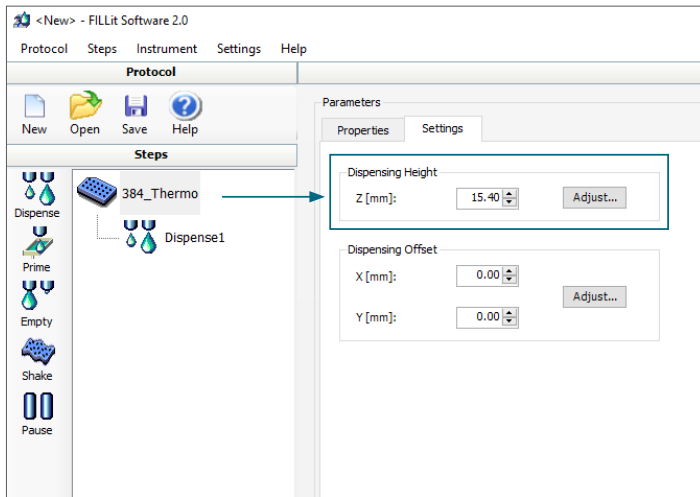 <New> - FILLit Software 2.0
Protocol Steps Instrument Settings Help
Protocol
New Open Save Help
Steps
Dispense
Prime
Empty
Shake
Pause
384_Thermo
Dispense1
Parameters
Properties Settings
Dispensing Height
Z [mm]: 15.40 Adjust...
Dispensing Offset
X [mm]: 0.00
Adjust...
Y [mm]: 0.00